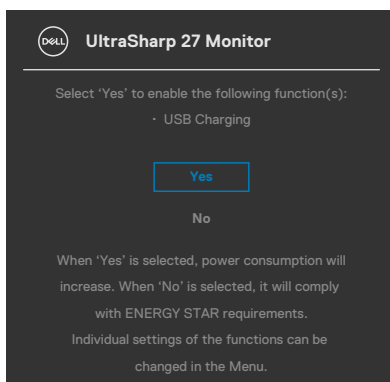 DELL UltraSharp 27 Monitor
Select ‘Yes’ to enable the following function(s):
· USB Charging
Yes
No
When ‘Yes’ is selected, power consumption will
increase. When ‘No’ is selected, it will comply
with ENERGY STAR requirements.
Individual settings of the functions can be
changed in the Menu.